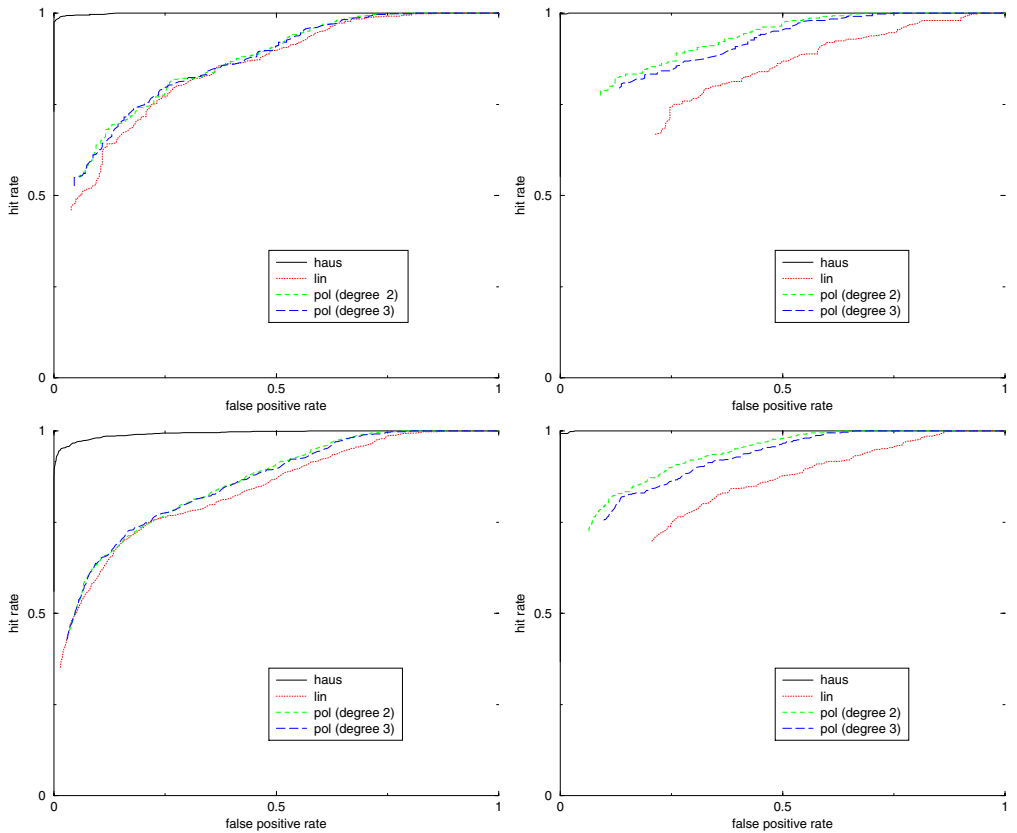 1
hit rate
0.5
haus
lin
pol (degree  2)
pol (degree 3)
0
0
0.5
1
false positive rate
1
hit rate
0.5
haus
lin
pol (degree 2)
pol (degree 3)
0
0
0.5
1
false positive rate
1
hit rate
0.5
haus
lin
pol (degree 2)
pol (degree 3)
0
0
0.5
1
false positive rate
1
hit rate
0.5
haus
lin
pol (degree 2)
pol (degree 3)
0
0
0.5
1
false positive rate